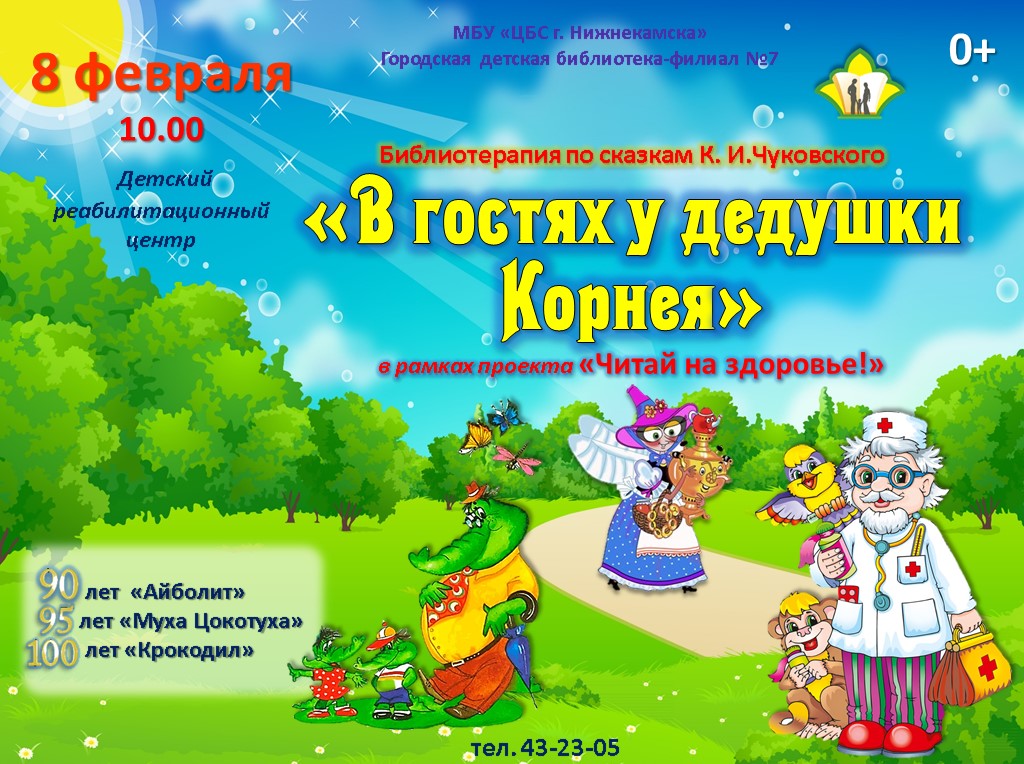 МБУ «ЦБС г. Нижнекамска»
Городская детская библиотека-филиал №7
0+
8 февраля
10.00
Детский
реабилитационный
центр
Библиотерапия по сказкам К. И.Чуковского
«В гостях у дедушки
Корнея»
в рамках проекта «Читай на здоровье!»
90 лет «Айболит»
95 лет «Муха Цокотуха»
100 лет «Крокодил»
тел. 43-23-05